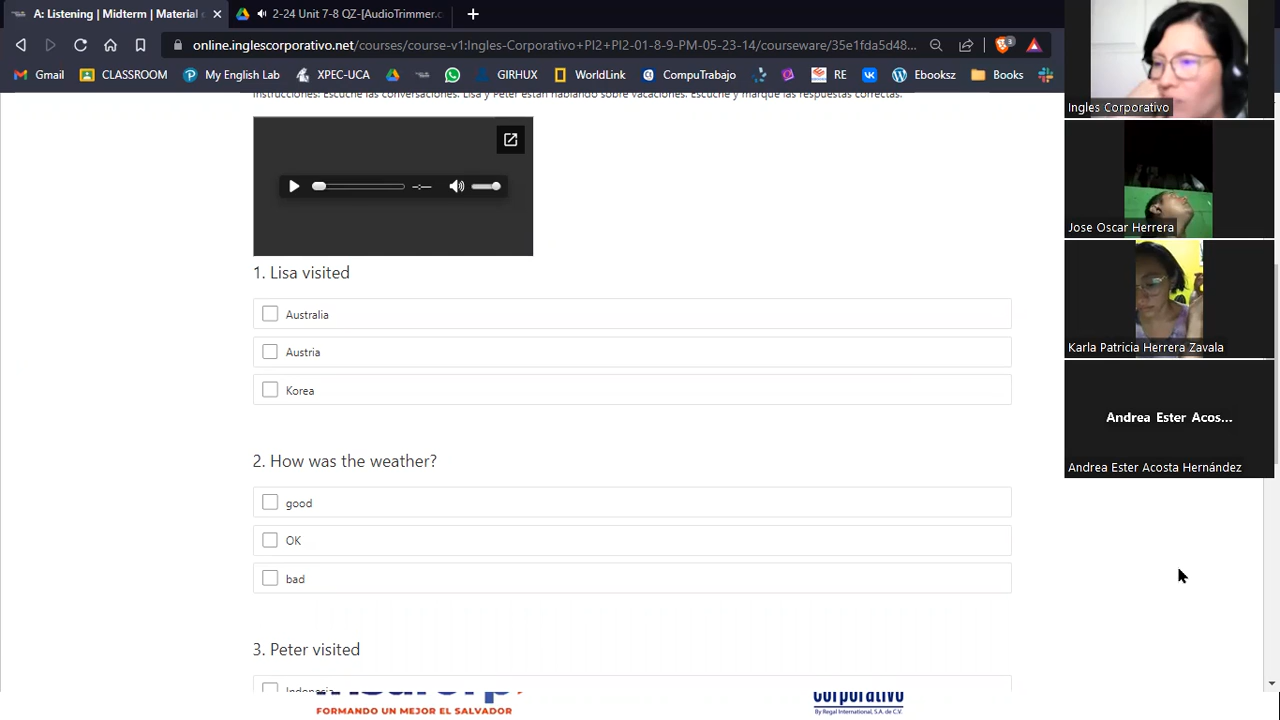 A: Listening | Midterm | Material
2-24 Unit 7-8 QZ-[AudioTrimmer.c
online.inglescorporativo.net/courses/course-v1:Ingles-Corporativo+PI2+PI2-01-8-9-PM-05-23-14/courseware/35e1fda5d48...
3
Gmail
CLASSROOM
My English Lab
XPEC-UCA
GIRHUX
WorldLink
CompuTobajo
RE
WordPress
Ebooksz
Books
Instrucciones: Escuche las conversaciones. Lisa y Peter están hablando sobre vacaciones. Escuche y marque las respuestas correctas.
-:-
1. Lisa visited
Australia
Austria
Korea
2. How was the weather?
good
OK
bad
3. Peter visited
Indonesia
FORMANDO UN MEJOR EL SALVADOR
corporativo
By Regal International, S.A. de C.V.
Ingles Corporativo
Jose Oscar Herrera
Karla Patricia Herrera Zavala
Andrea Ester Acos...
Andrea Ester Acosta Hernández